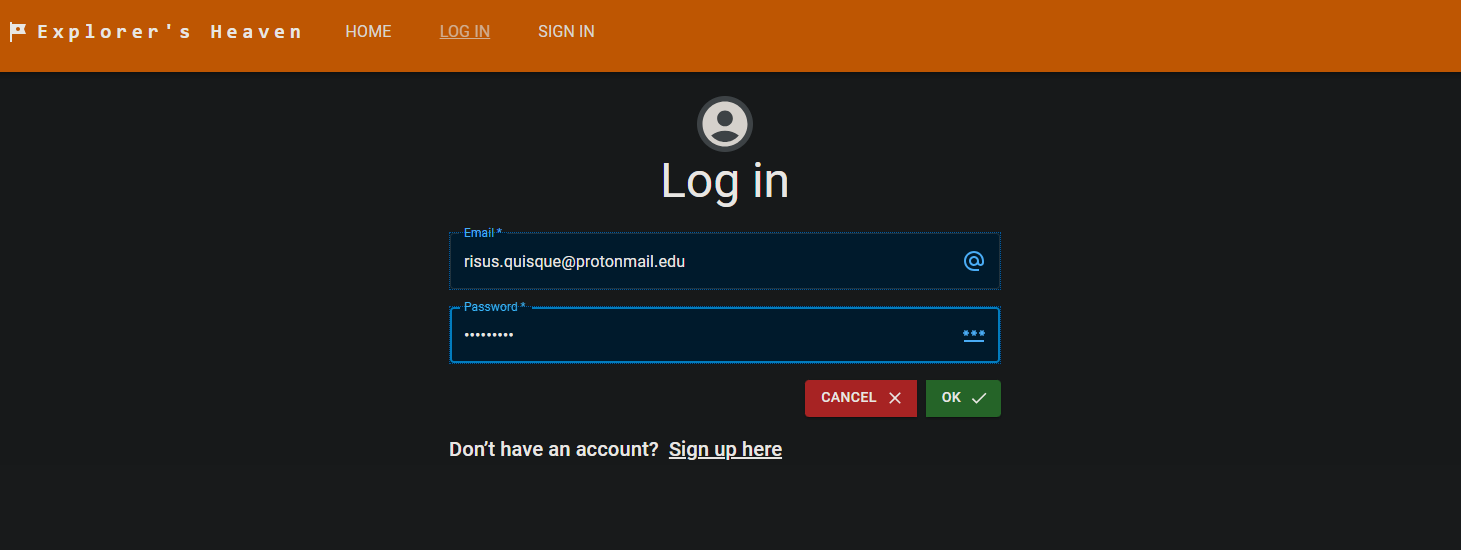 Explorer's Heaven HOME LOG IN SIGN IN
Log in
Email *
risus.quisque@protonmail.edu
Password *
•••••••••
CANCEL OK
Don’t have an account? Sign up here